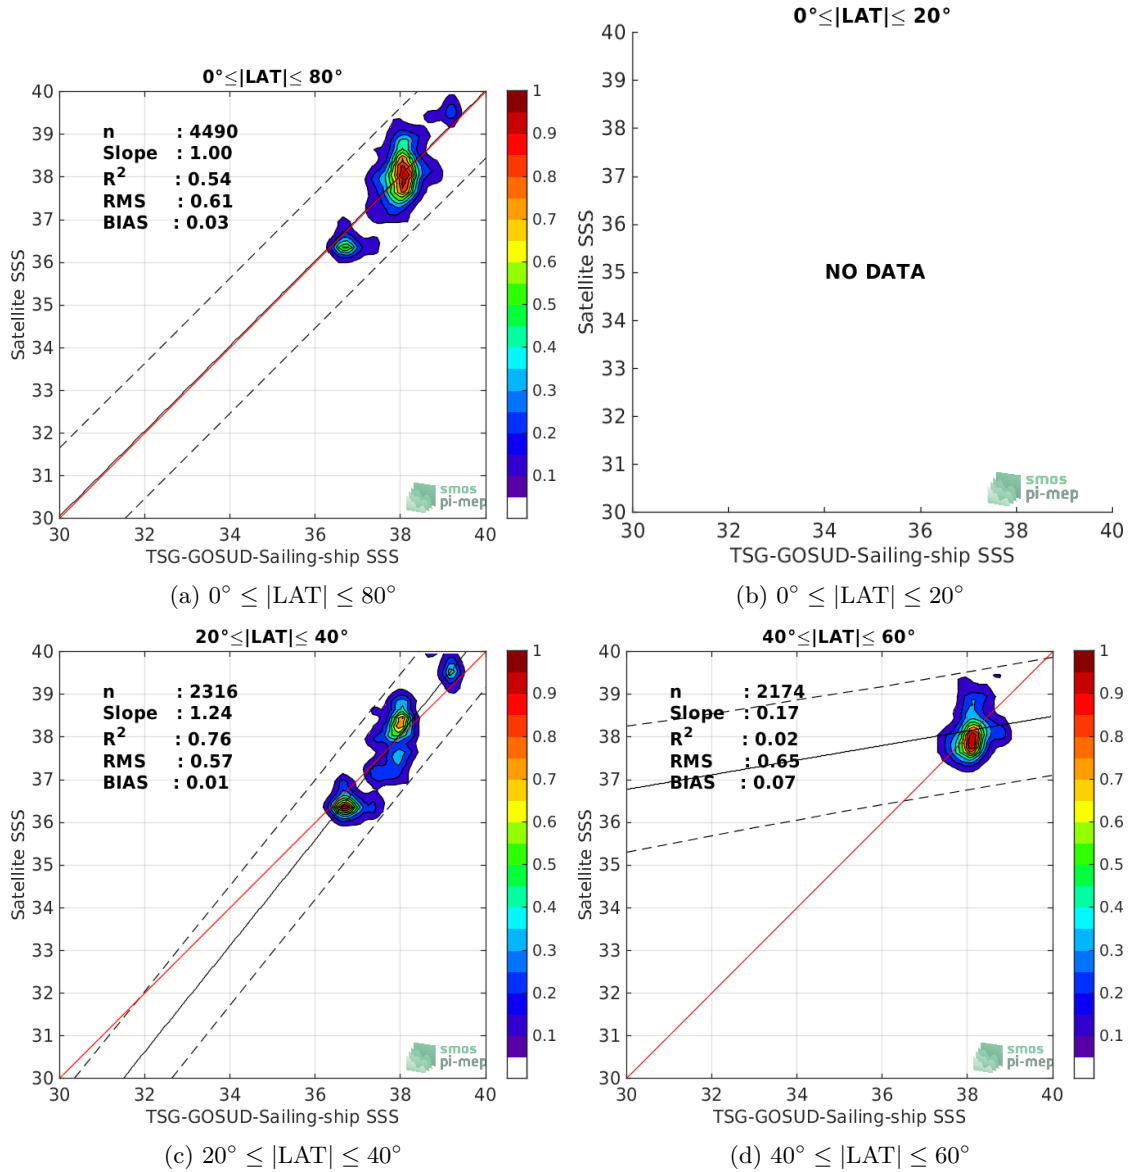 0°≤|LAT|≤ 80°
40
39
38
37
36
35
34
33
32
31
30
Satellite SSS
n : 4490
Slope : 1.00
R² : 0.54
RMS : 0.61
BIAS : 0.03
smos
pi-mep
30 32 34 36 38 40
TSG-GOSUD-Sailing-ship SSS
1
0.9
0.8
0.7
0.6
0.5
0.4
0.3
0.2
0.1
(a) 0° ≤ |LAT| ≤ 80°
0°≤|LAT|≤ 20°
40
39
38
37
36
35
34
33
32
31
30
Satellite SSS
NO DATA
smos
pi-mep
30 32 34 36 38 40
TSG-GOSUD-Sailing-ship SSS
(b) 0° ≤ |LAT| ≤ 20°
20°≤|LAT|≤ 40°
40
39
38
37
36
35
34
33
32
31
30
Satellite SSS
n : 2316
Slope : 1.24
R² : 0.76
RMS : 0.57
BIAS : 0.01
smos
pi-mep
30 32 34 36 38 40
TSG-GOSUD-Sailing-ship SSS
1
0.9
0.8
0.7
0.6
0.5
0.4
0.3
0.2
0.1
(c) 20° ≤ |LAT| ≤ 40°
40°≤|LAT|≤ 60°
40
39
38
37
36
35
34
33
32
31
30
Satellite SSS
n : 2174
Slope : 0.17
R² : 0.02
RMS : 0.65
BIAS : 0.07
smos
pi-mep
30 32 34 36 38 40
TSG-GOSUD-Sailing-ship SSS
1
0.9
0.8
0.7
0.6
0.5
0.4
0.3
0.2
0.1
(d) 40° ≤ |LAT| ≤ 60°